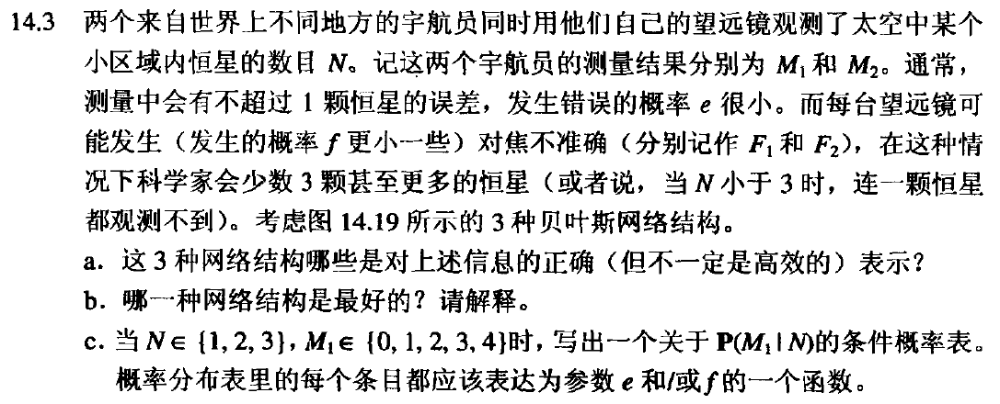 14.3 两个来自世界上不同地方的宇航员同时用他们自己的望远镜观测了太空中某个
小区域内恒星的数目 N。记这两个宇航员的测量结果分别为 M₁ 和 M₂。通常，
测量中会有不超过 1 颗恒星的误差，发生错误的概率 e 很小。而每台望远镜可
能发生（发生的概率 f 更小一些）对焦不准确（分别记作 F₁ 和 F₂），在这种情
况下科学家会少数 3 颗甚至更多的恒星（或者说，当 N 小于 3 时，连一颗恒星
都观测不到）。考虑图 14.19 所示的 3 种贝叶斯网络结构。
a．这 3 种网络结构哪些是对上述信息的正确（但不一定是高效的）表示？
b．哪一种网络结构是最好的？请解释。
c．当 N∈ {1, 2, 3}，M₁∈ {0, 1, 2, 3, 4}时，写出一个关于 P(M₁ | N)的条件概率表。
概率分布表里的每个条目都应该表达为参数 e 和/或 f 的一个函数。